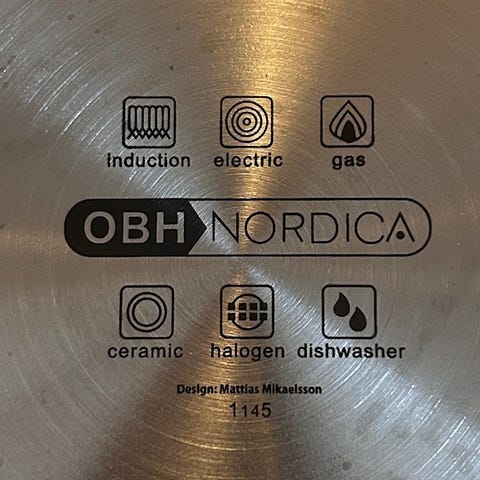 Induction electric gas
OBH NORDICA
ceramic halogen dishwasher
Design: Mattias Mikaelsson
1145